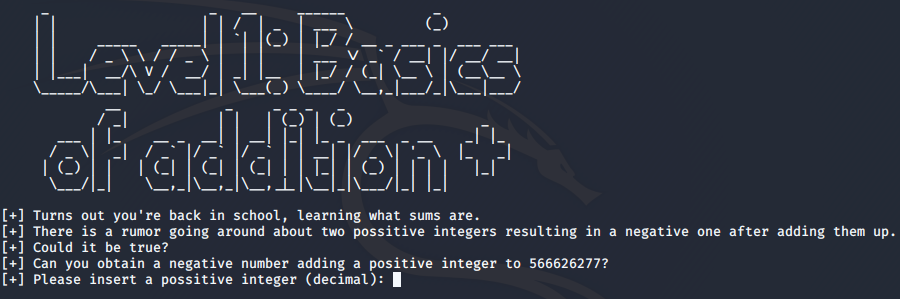 Level 1: Basics
of addition +
[+] Turns out you're back in school, learning what sums are.
[+] There is a rumor going around about two possitive integers resulting in a negative one after adding them up.
[+] Could it be true?
[+] Can you obtain a negative number adding a positive integer to 566626277?
[+] Please insert a possitive integer (decimal):